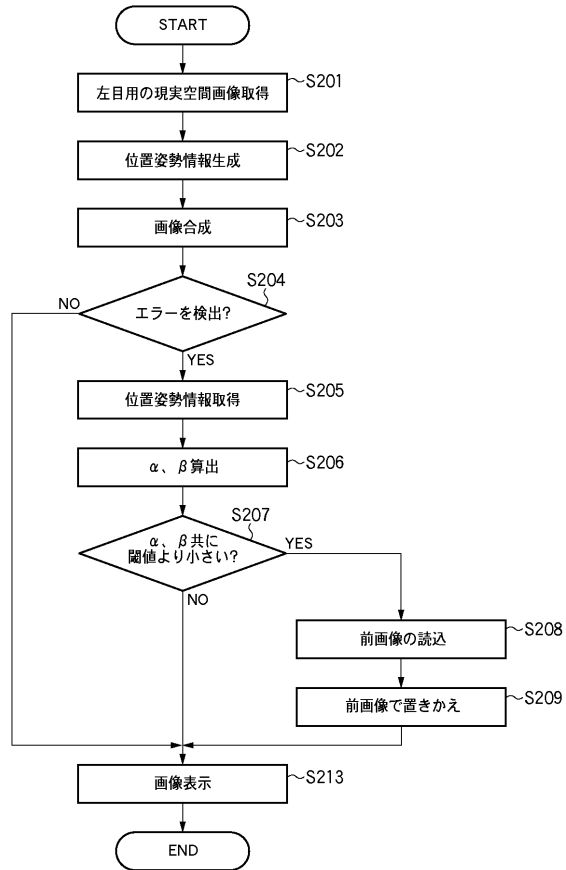 START
左目用の現実空間画像取得
S201
位置姿勢情報生成
S202
画像合成
S203
S204
エラーを検出?
NO
YES
位置姿勢情報取得
S205
α、β算出
S206
S207
α、β共に
閾値より小さい?
YES
NO
前画像の読込
S208
前画像で置きかえ
S209
画像表示
S213
END